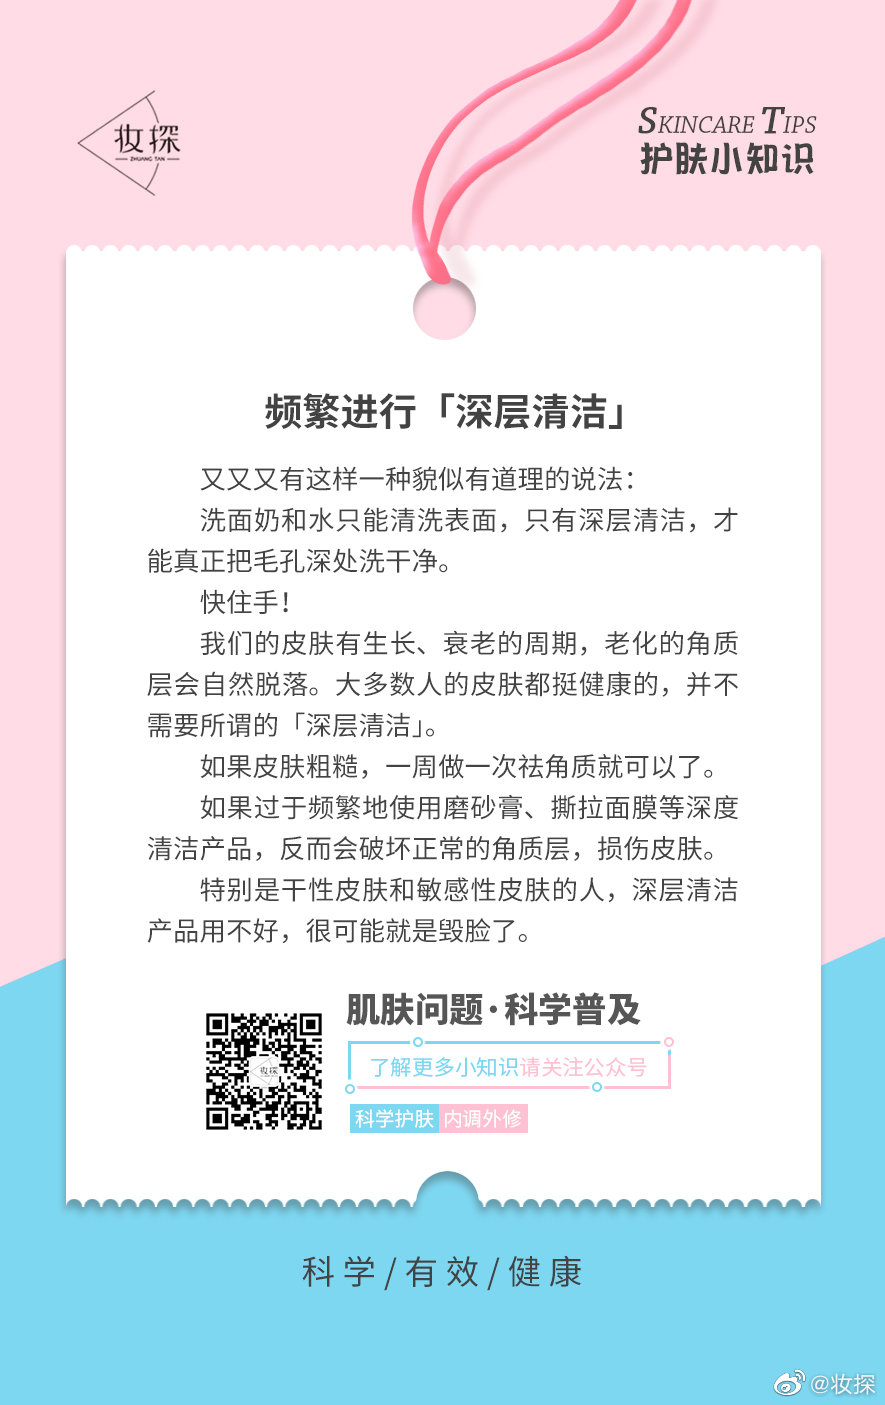 妆探
ZHUANG TAN
SKINCARE TIPS
护肤小知识
频繁进行「深层清洁」
又又又有这样一种貌似有道理的说法：
洗面奶和水只能清洗表面，只有深层清洁，才
能真正把毛孔深处洗干净。
快住手！
我们的皮肤有生长、衰老的周期，老化的角质
层会自然脱落。大多数人的皮肤都挺健康的，并不
需要所谓的「深层清洁」。
如果皮肤粗糙，一周做一次祛角质就可以了。
如果过于频繁地使用磨砂膏、撕拉面膜等深度
清洁产品，反而会破坏正常的角质层，损伤皮肤。
特别是干性皮肤和敏感性皮肤的人，深层清洁
产品用不好，很可能就是毁脸了。
肌肤问题·科学普及
妆探
了解更多小知识请关注公众号
科学护肤 内调外修
科学/有效/健康
@妆探